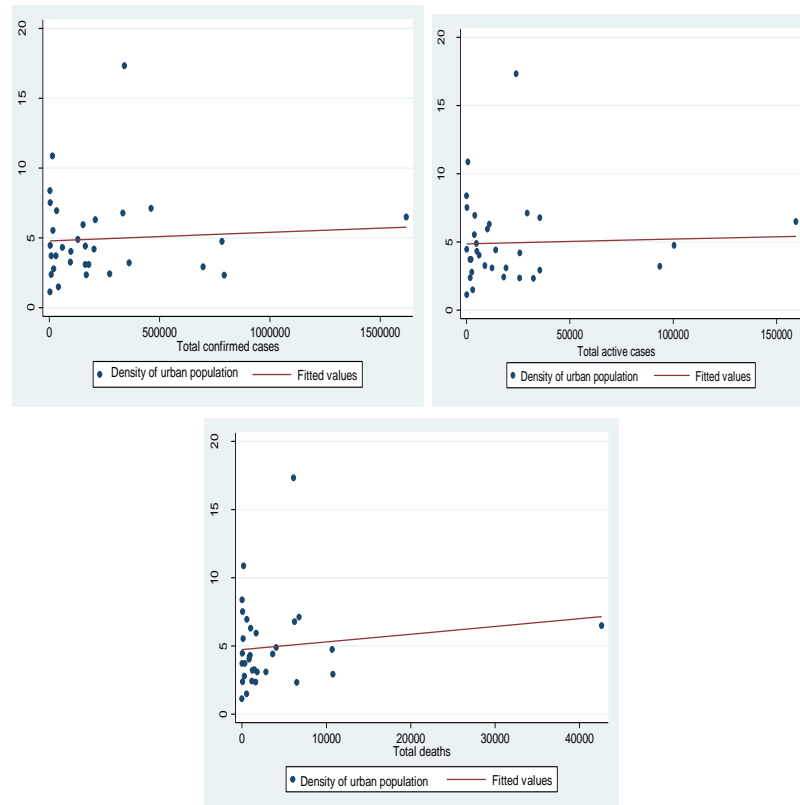 20
15
10
5
0
0 500000 1000000 1500000
Total confirmed cases
Density of urban population Fitted values
20
15
10
5
0
0 50000 100000 150000
Total active cases
Density of urban population Fitted values
20
15
10
5
0
0 10000 20000 30000 40000
Total deaths
Density of urban population Fitted values